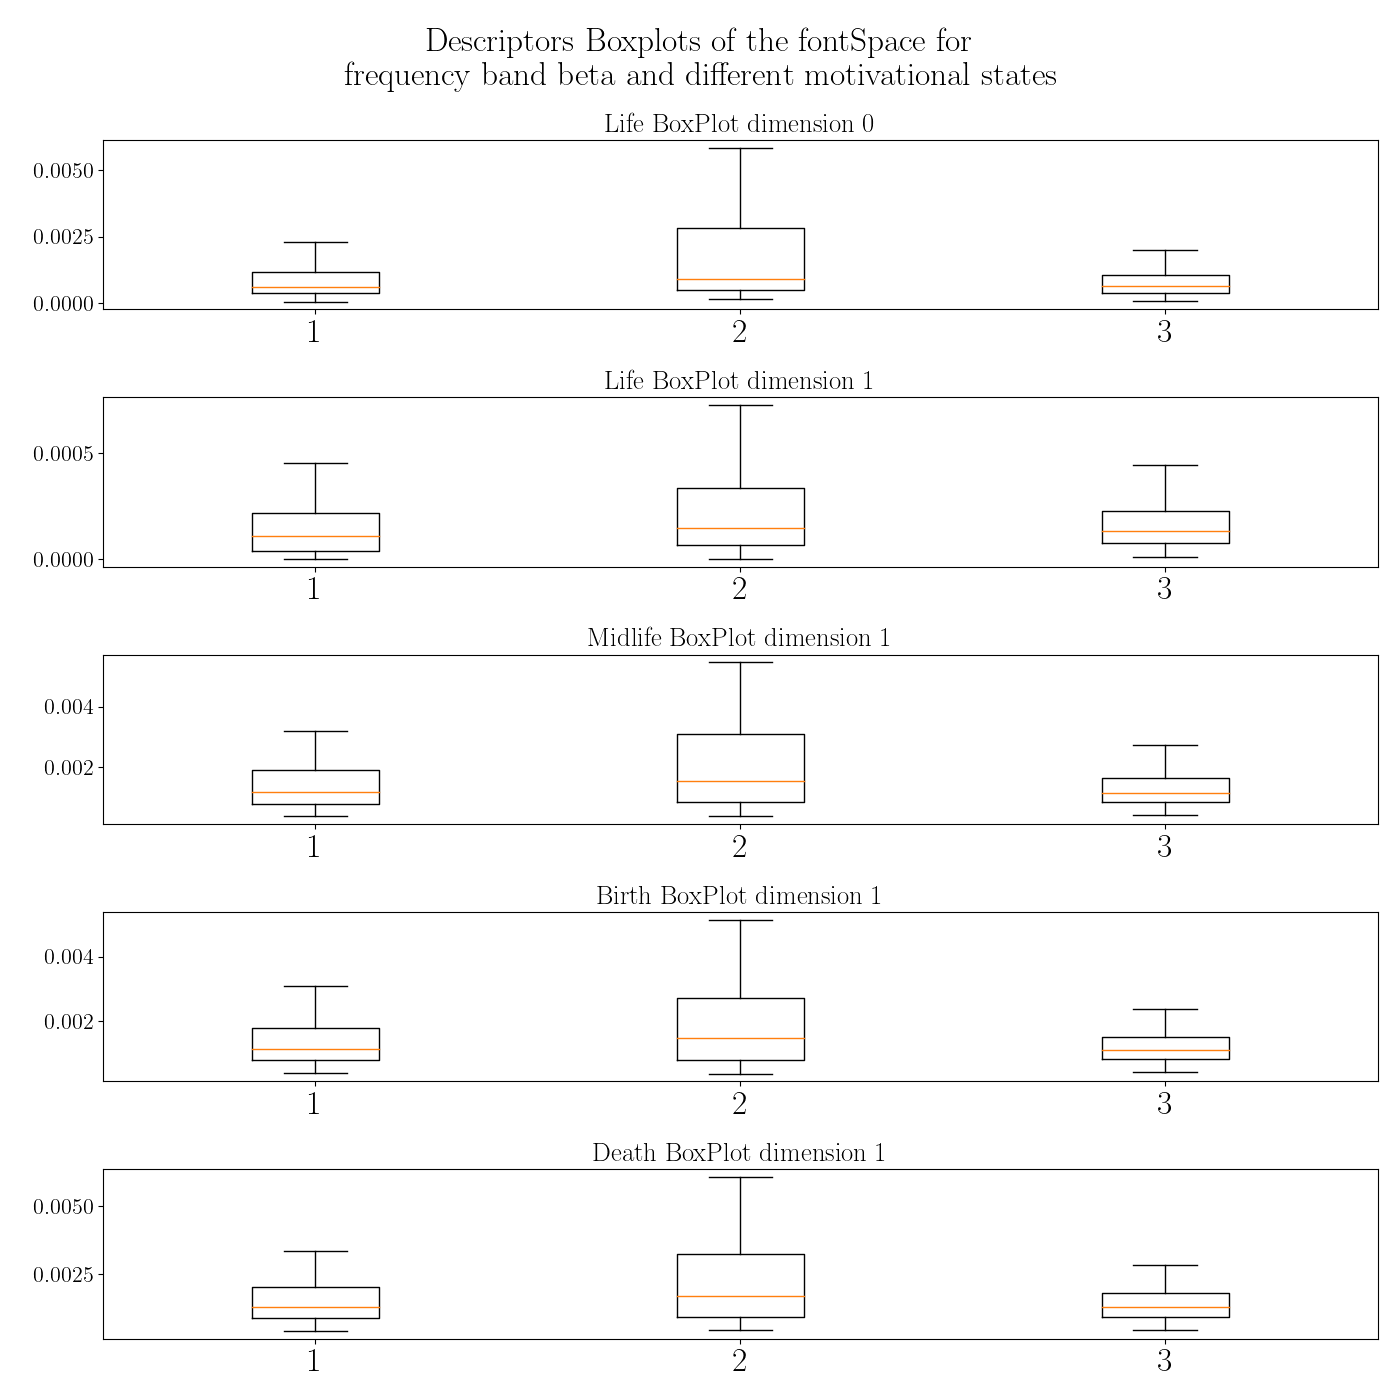 Descriptors Boxplots of the fontSpace for
frequency band beta and different motivational states
Life BoxPlot dimension 0
0.0050
0.0025
0.0000
1 2 3
Life BoxPlot dimension 1
0.0005
0.0000
1 2 3
Midlife BoxPlot dimension 1
0.004
0.002
1 2 3
Birth BoxPlot dimension 1
0.004
0.002
1 2 3
Death BoxPlot dimension 1
0.0050
0.0025
1 2 3